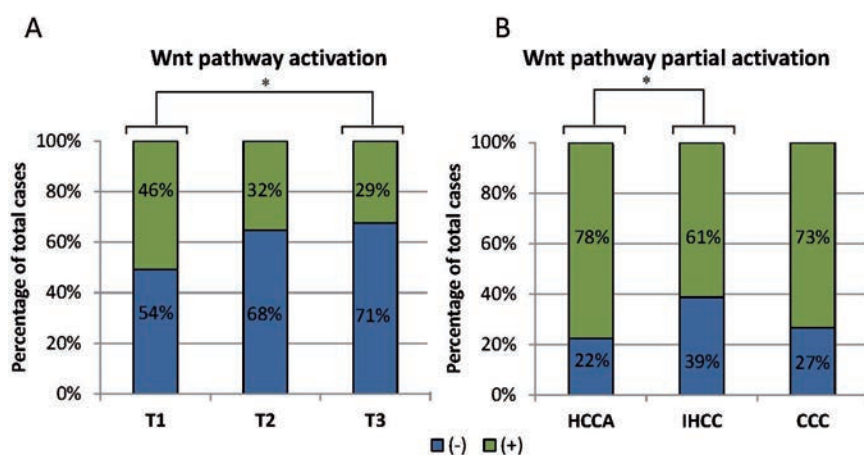 A
Wnt pathway activation
*
Percentage of total cases
100%
80%
60%
40%
20%
0%
46%
32%
29%
54%
68%
71%
T1
T2
T3
B
Wnt pathway partial activation
*
Percentage of total cases
100%
80%
60%
40%
20%
0%
78%
61%
73%
22%
39%
27%
HCCA
IHCC
CCC
(-) (+)